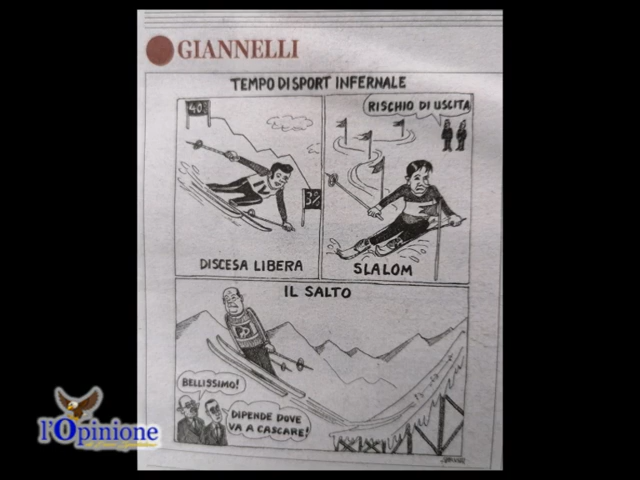 GIANNELLI
TEMPO DI SPORT INFERNALE
40%
3%
DISCESA LIBERA
RISCHIO DI USCITA
SLALOM
IL SALTO
PD
BELLISSIMO!
DIPENDE DOVE
VA A CASCARE!
l'Opinione